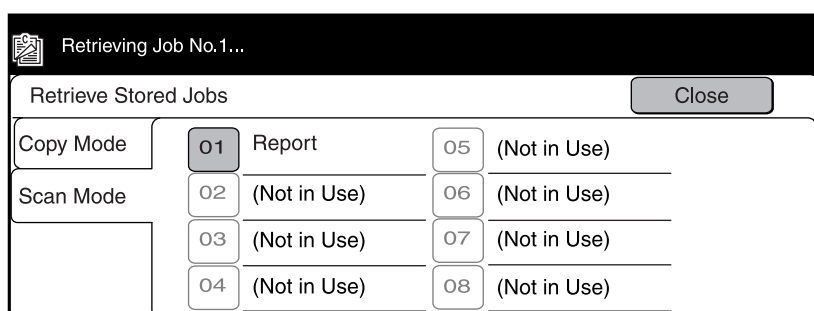 Retrieving Job No.1...
Retrieve Stored Jobs Close
Copy Mode 01 Report 05 (Not in Use)
Scan Mode 02 (Not in Use) 06 (Not in Use)
03 (Not in Use) 07 (Not in Use)
04 (Not in Use) 08 (Not in Use)